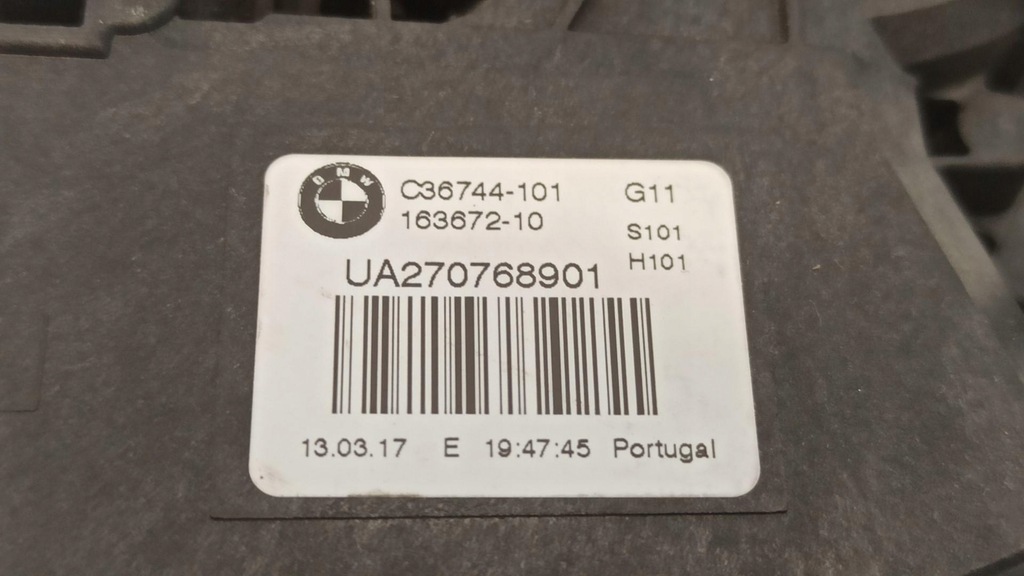 BMW
C36744-101 G11
163672-10 S101
H101
UA270768901
13.03.17 E 19:47:45 Portugal